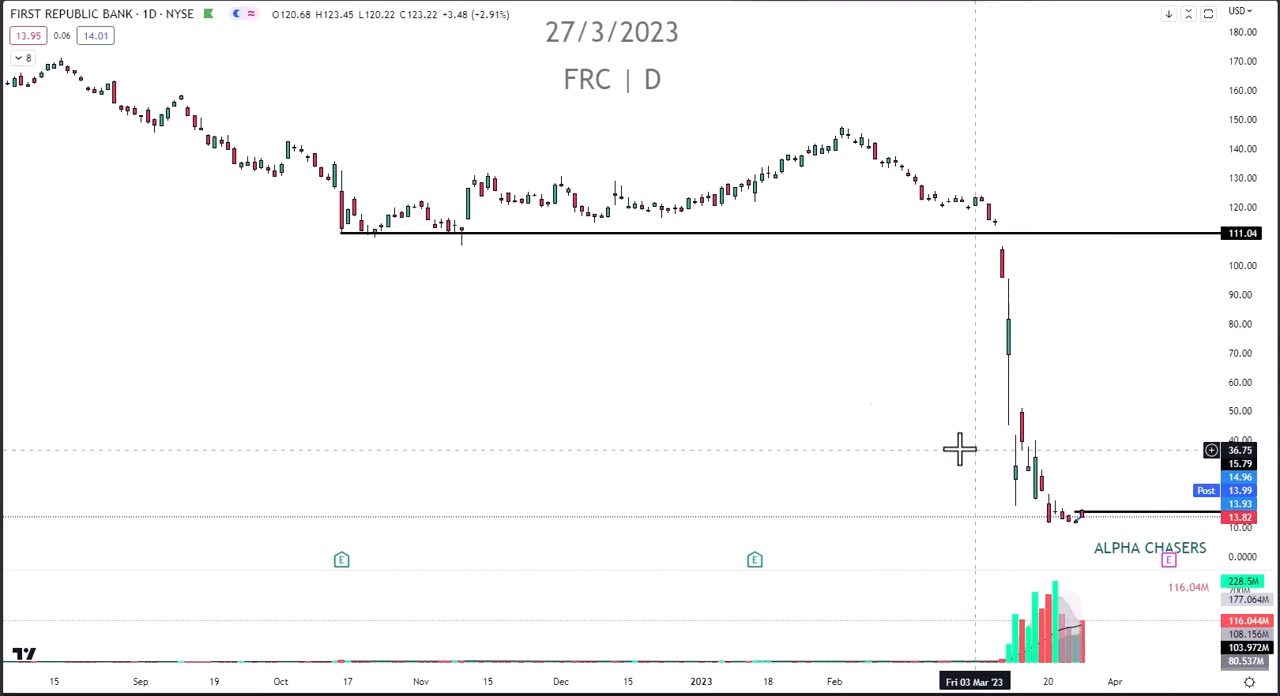 FIRST REPUBLIC BANK · 1D · NYSE O120.68 H123.45 L120.22 C123.22 +3.48 (+2.91%)
USD
13.95 0.06 14.01
8
27/3/2023
FRC | D
180.00
170.00
160.00
150.00
140.00
130.00
120.00
111.04
100.00
90.00
80.00
70.00
60.00
50.00
40.00
36.75
15.79
14.96
Post 13.99
13.93
13.82
10.00
ALPHA CHASERS
0.0000
E E E
228.5M
116.04M
200M
177.064M
116.044M
108.156M
103.972M
80.537M
15 Sep 19 Oct 17 Nov 15 Dec 15 2023 18 Feb Fri 03 Mar '23 20 Apr